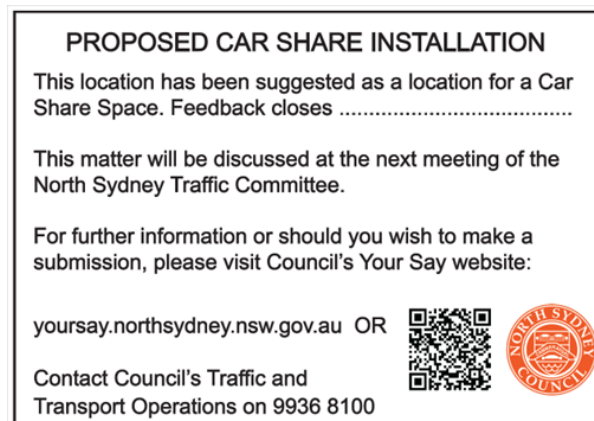 PROPOSED CAR SHARE INSTALLATION
This location has been suggested as a location for a Car
Share Space. Feedback closes .......................................
This matter will be discussed at the next meeting of the
North Sydney Traffic Committee.
For further information or should you wish to make a
submission, please visit Council's Your Say website:
yoursay.northsydney.nsw.gov.au OR
NORTH SYDNEY
COUNCIL
Contact Council's Traffic and
Transport Operations on 9936 8100